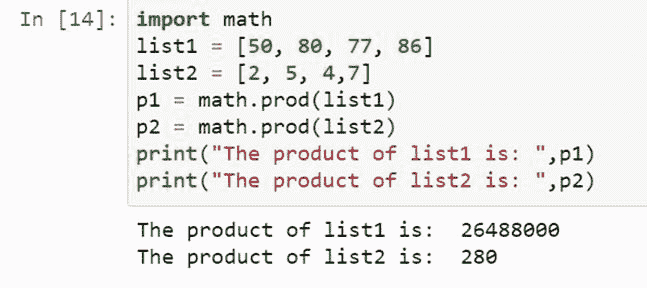 In [14]: import math
list1 = [50, 80, 77, 86]
list2 = [2, 5, 4,7]
p1 = math.prod(list1)
p2 = math.prod(list2)
print("The product of list1 is: ",p1)
print("The product of list2 is: ",p2)
The product of list1 is:  26488000
The product of list2 is:  280